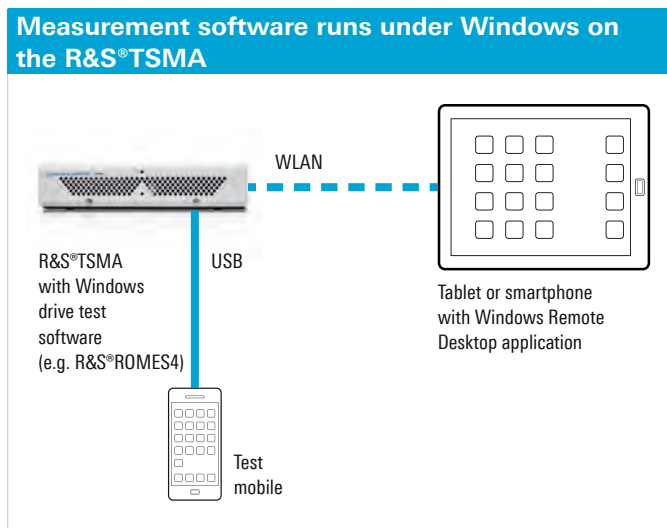 Measurement software runs under Windows on
the R&S®TSMA
WLAN
R&S®TSMA
with Windows
drive test
software
(e.g. R&S®ROMES4)
USB
Tablet or smartphone
with Windows Remote
Desktop application
Test
mobile